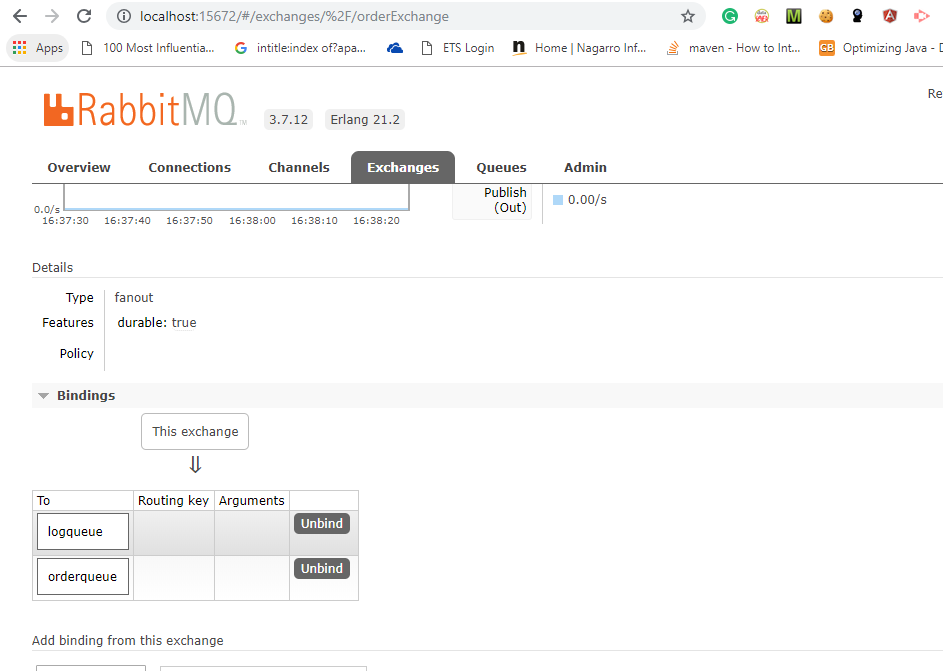 localhost:15672/#/exchanges/%2F/orderExchange
Apps 100 Most Influentia... intitle:index of?apa... ETS Login Home | Nagarro Inf... maven - How to Int... Optimizing Java -
Re
RabbitMQ TM 3.7.12 Erlang 21.2
Overview Connections Channels Exchanges Queues Admin
0.0/s
16:37:30 16:37:40 16:37:50 16:38:00 16:38:10 16:38:20
Publish
(Out)
0.00/s
Details
Type fanout
Features durable: true
Policy
Bindings
This exchange
⇓
To Routing key Arguments
logqueue Unbind
orderqueue Unbind
Add binding from this exchange